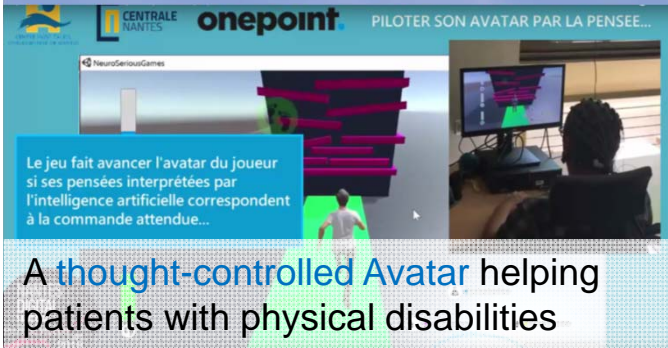 CENTRALE
NANTES
onepoint.
PILOTER SON AVATAR PAR LA PENSEE...
NeuroSeriousGames
Le jeu fait avancer l'avatar du joueur
si ses pensées interprétées par
l'intelligence artificielle correspondent
à la commande attendue...
A thought-controlled Avatar helping
patients with physical disabilities